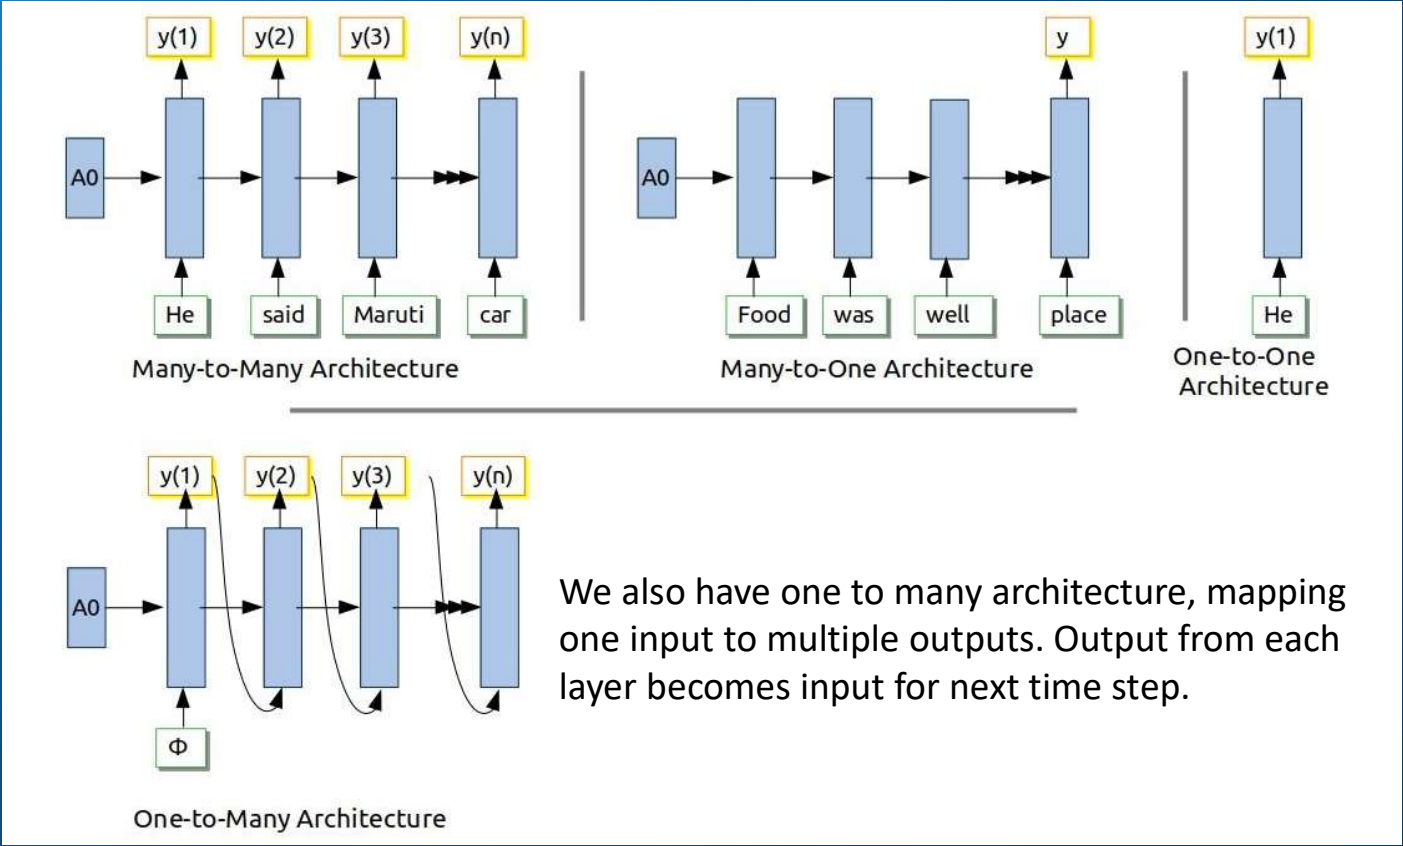 y(1) y(2) y(3) y(n)
A0
He said Maruti car
Many-to-Many Architecture
y
A0
Food was well place
Many-to-One Architecture
y(1)
He
One-to-One
Architecture
y(1) y(2) y(3) y(n)
A0
Φ
One-to-Many Architecture
We also have one to many architecture, mapping
one input to multiple outputs. Output from each
layer becomes input for next time step.